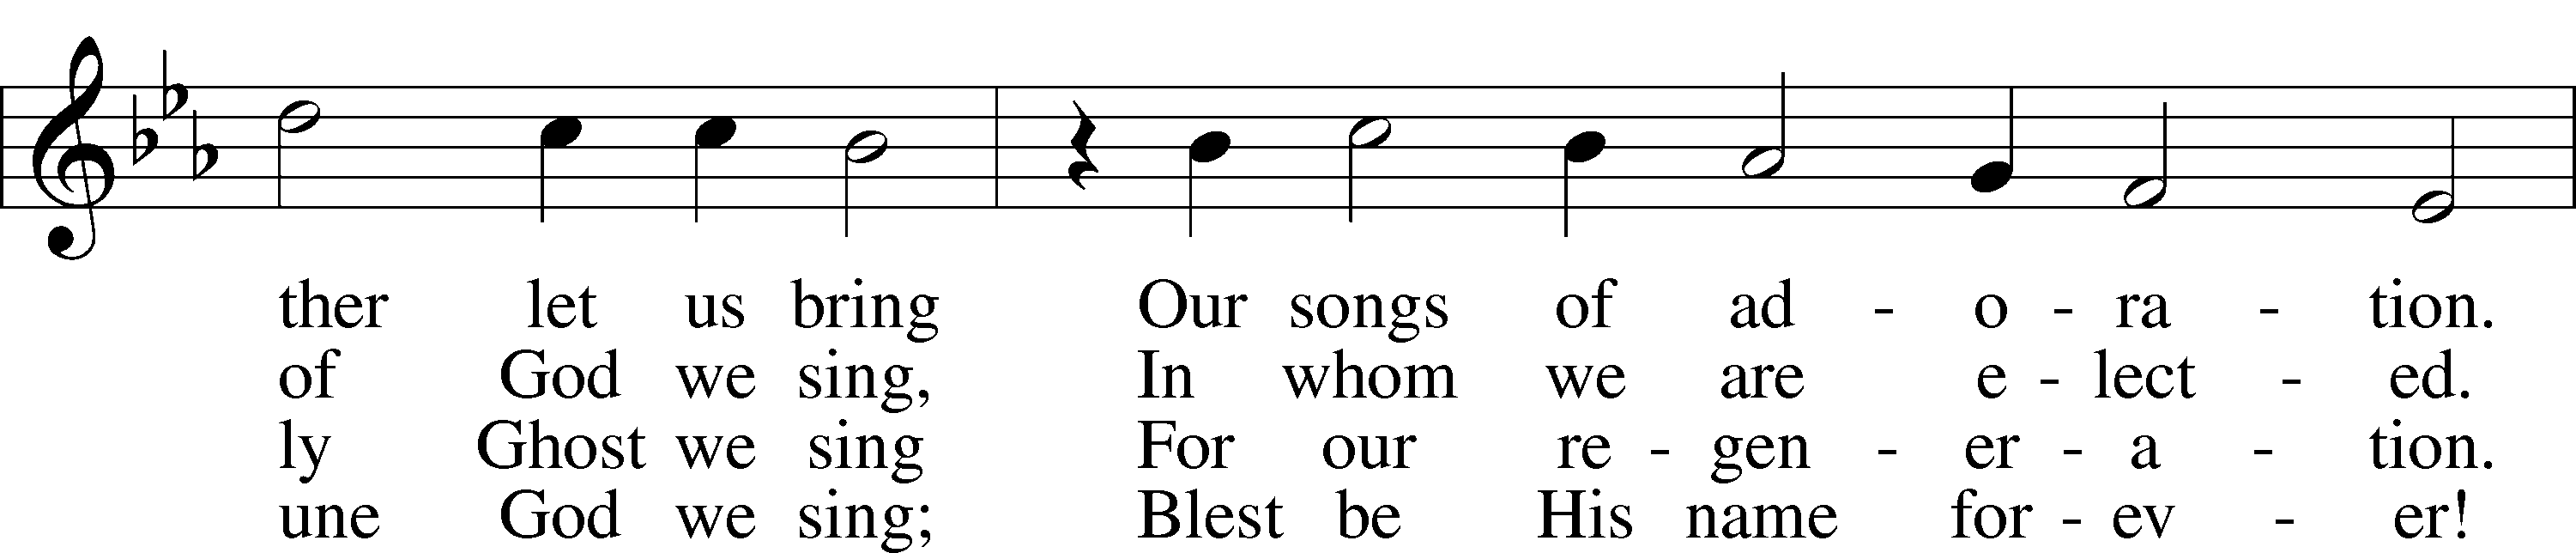 ther let us bring Our songs of ad - o - ra - tion.
of God we sing, In whom we are e - lect - ed.
ly Ghost we sing For our re - gen - er - a - tion.
une God we sing; Blest be His name for - ev - er!